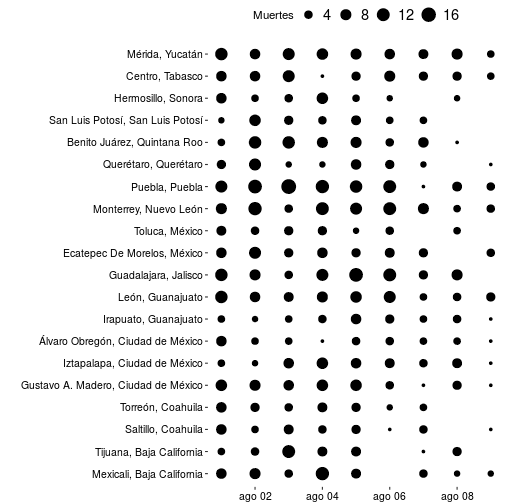 Muertes 4 8 12 16
Mérida, Yucatán
Centro, Tabasco
Hermosillo, Sonora
San Luis Potosí, San Luis Potosí
Benito Juárez, Quintana Roo
Querétaro, Querétaro
Puebla, Puebla
Monterrey, Nuevo León
Toluca, México
Ecatepec De Morelos, México
Guadalajara, Jalisco
León, Guanajuato
Irapuato, Guanajuato
Álvaro Obregón, Ciudad de México
Iztapalapa, Ciudad de México
Gustavo A. Madero, Ciudad de México
Torreón, Coahuila
Saltillo, Coahuila
Tijuana, Baja California
Mexicali, Baja California
ago 02 ago 04 ago 06 ago 08